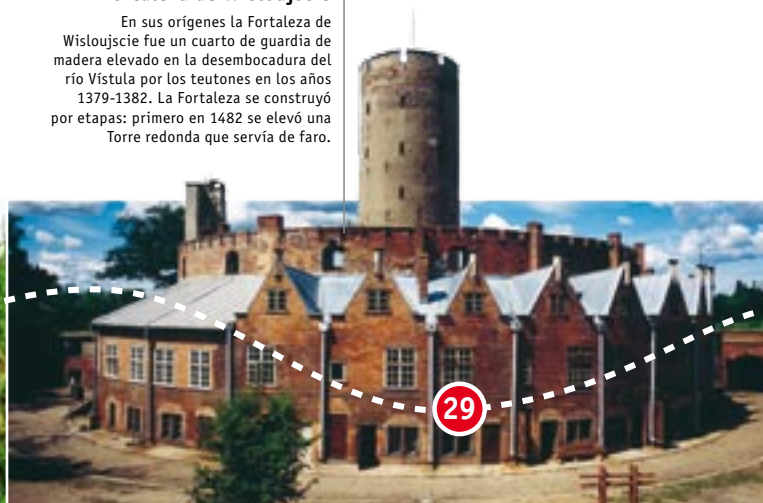 En sus orígenes la Fortaleza de
Wisloujscie fue un cuarto de guardia de
madera elevado en la desembocadura del
río Vístula por los teutones en los años
1379-1382. La Fortaleza se construyó
por etapas: primero en 1482 se elevó una
Torre redonda que servía de faro.
29